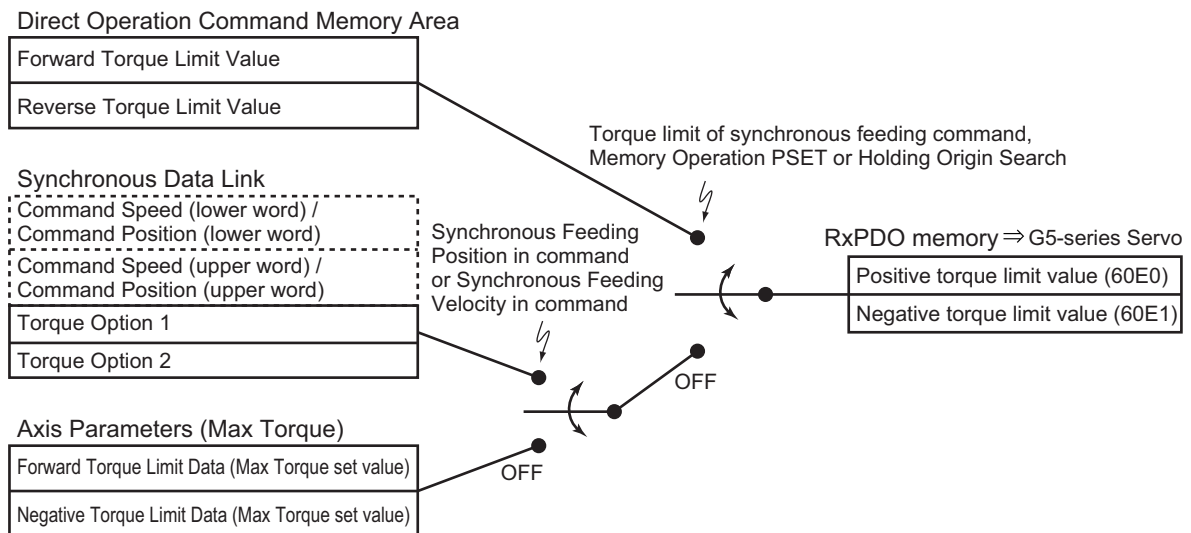 Direct Operation Command Memory Area
Forward Torque Limit Value
Reverse Torque Limit Value
Torque limit of synchronous feeding command,
Memory Operation PSET or Holding Origin Search
Synchronous Data Link
Command Speed (lower word) /
Command Position (lower word)
Command Speed (upper word) /
Command Position (upper word)
Torque Option 1
Torque Option 2
Synchronous Feeding
Position in command
or Synchronous Feeding
Velocity in command
RxPDO memory ⇒ G5-series Servo
Positive torque limit value (60E0)
Negative torque limit value (60E1)
OFF
Axis Parameters (Max Torque)
Forward Torque Limit Data (Max Torque set value)
Negative Torque Limit Data (Max Torque set value)
OFF